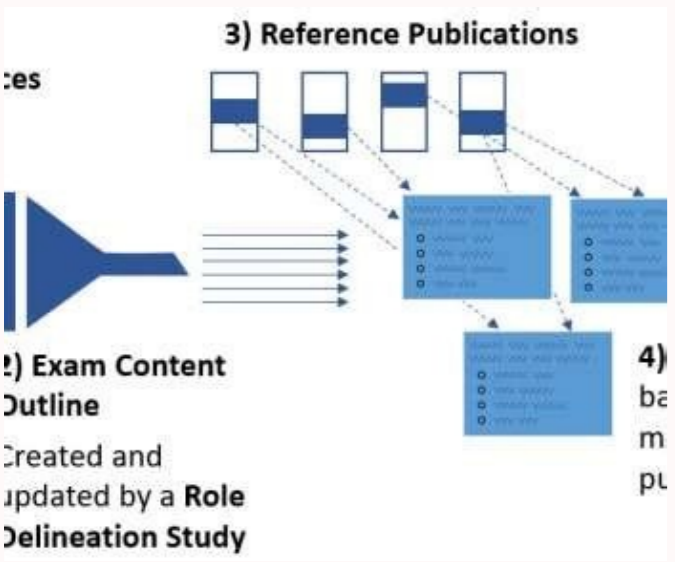 3) Reference Publications
ces
2) Exam Content
Outline
Created and
updated by a Role
Delineation Study
4)
ba
m
pu